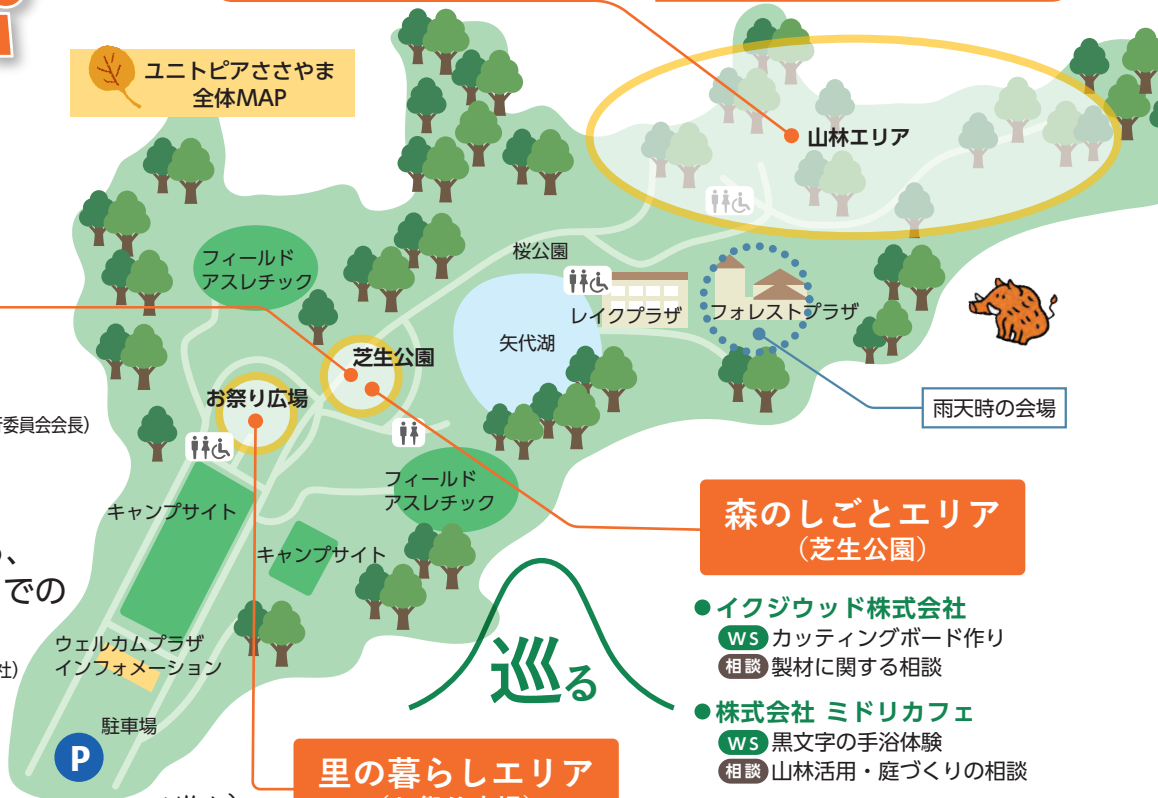 ユニトピアささやま
全体MAP
山林エリア
桜公園
フィールド
アスレチック
レイクプラザ
フォレストプラザ
矢代湖
芝生公園
お祭り広場
雨天時の会場
委員会会長）
フィールド
アスレチック
キャンプサイト
キャンプサイト
、
での
社）
ウェルカムプラザ
インフォメーション
駐車場
P
巡る
森のしごとエリア
（芝生公園）
●イクジウッド株式会社
WS カッティングボード作り
相談 製材に関する相談
●株式会社 ミドリカフェ
WS 黒文字の手浴体験
相談 山林活用・庭づくりの相談
里の暮らしエリア